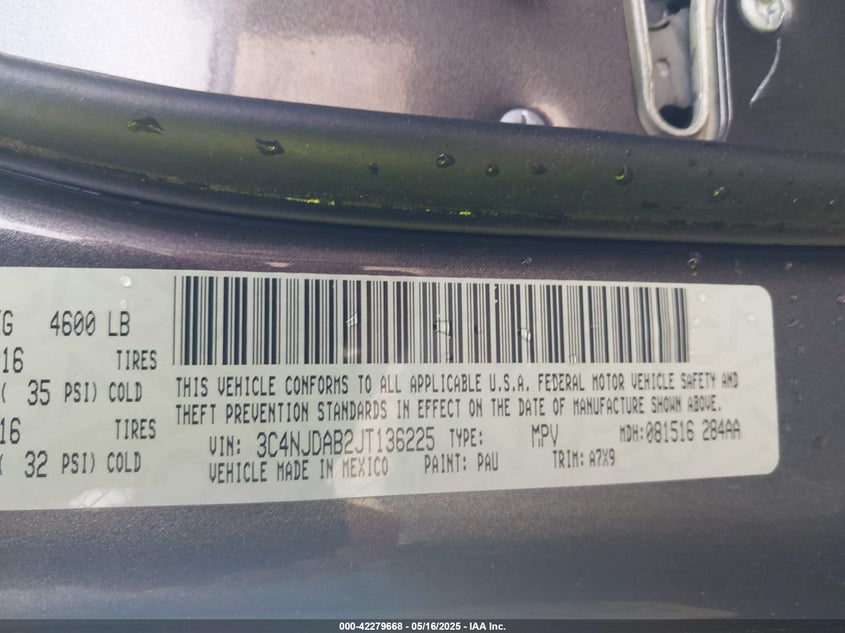 KG 4600 LB
16 TIRES
( 35 PSI) COLD
16 TIRES
( 32 PSI) COLD
THIS VEHICLE CONFORMS TO ALL APPLICABLE U.S.A. FEDERAL MOTOR VEHICLE SAFETY AND
THEFT PREVENTION STANDARDS IN EFFECT ON THE DATE OF MANUFACTURE SHOWN ABOVE.
VIN: 3C4NJDAB2JT136225 TYPE: MPV MDH:081516 284AA
VEHICLE MADE IN MEXICO PAINT: PAU TRIM: A7X9
000-42279668 - 05/16/2025 - IAA Inc.